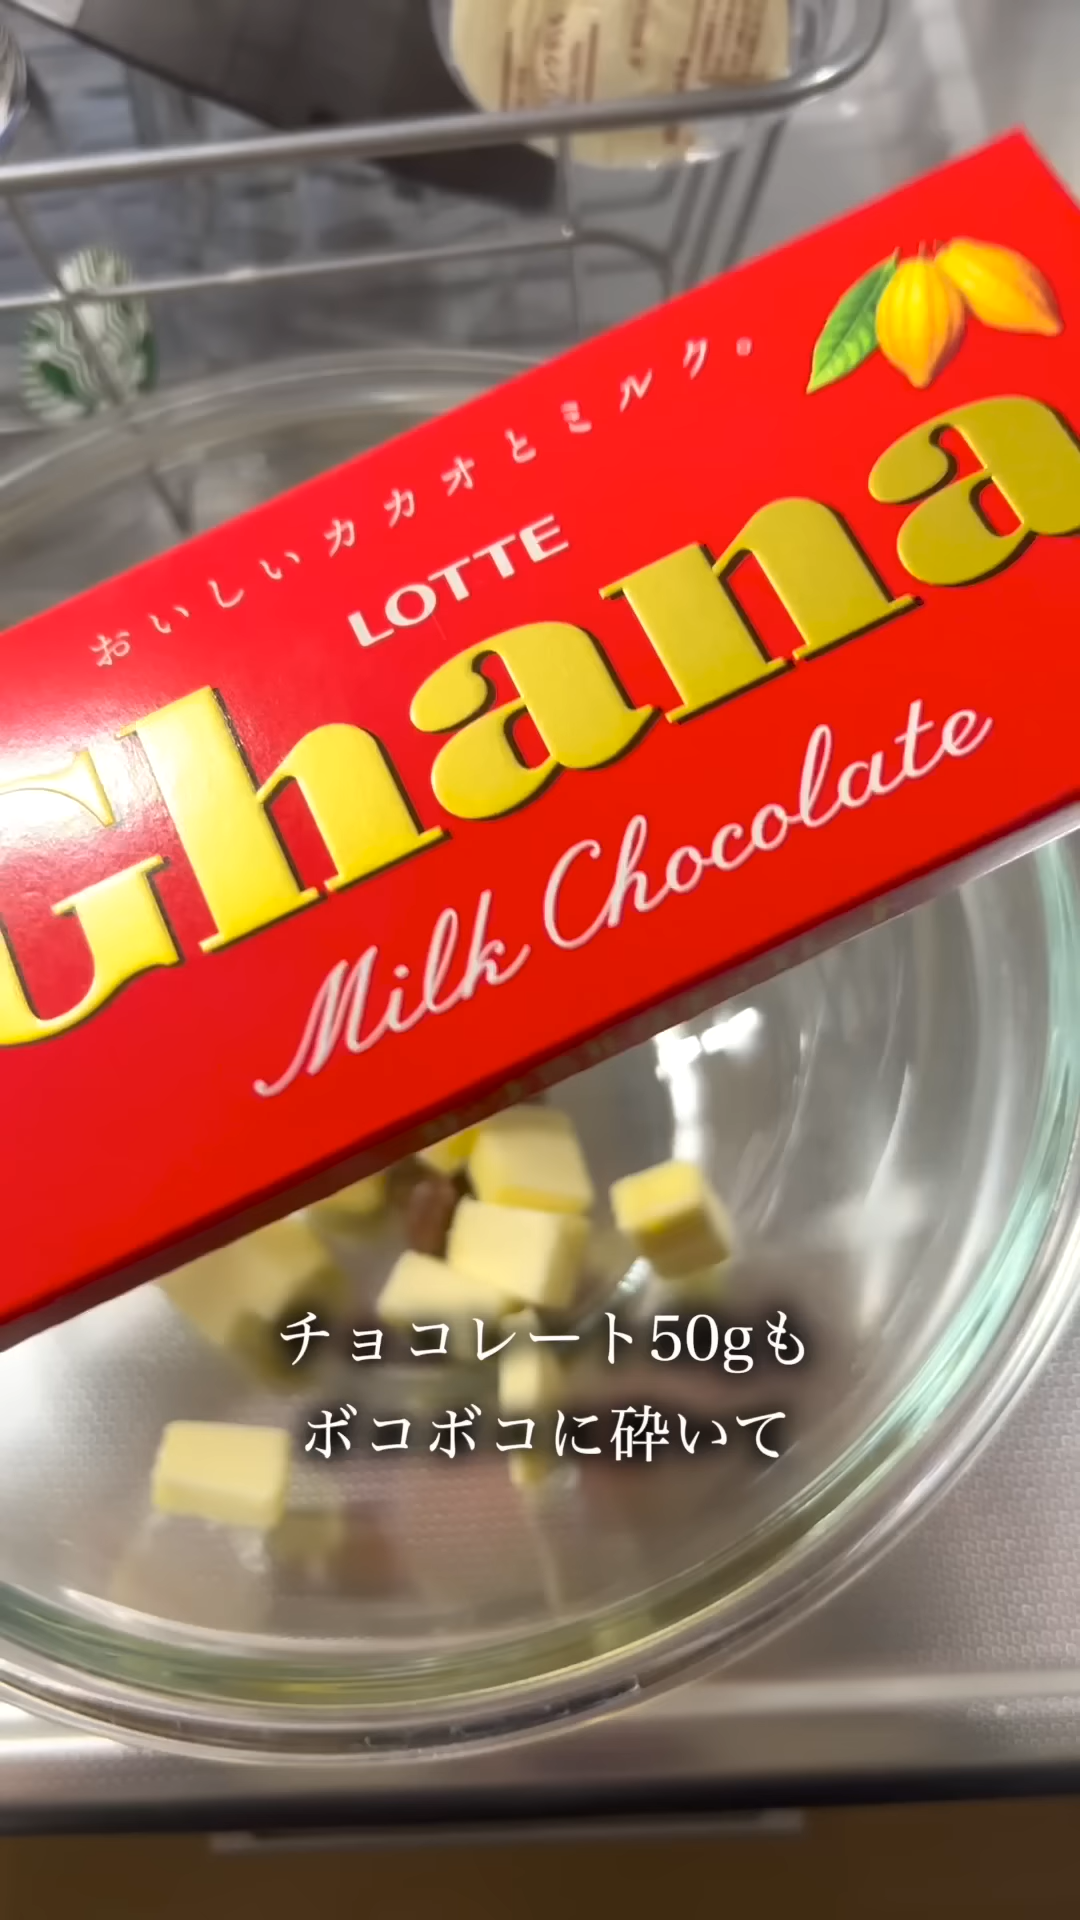 おいしいカカオとミルク。
LOTTE
Ghana
Milk Chocolate
チョコレート50gも
ボコボコに砕いて